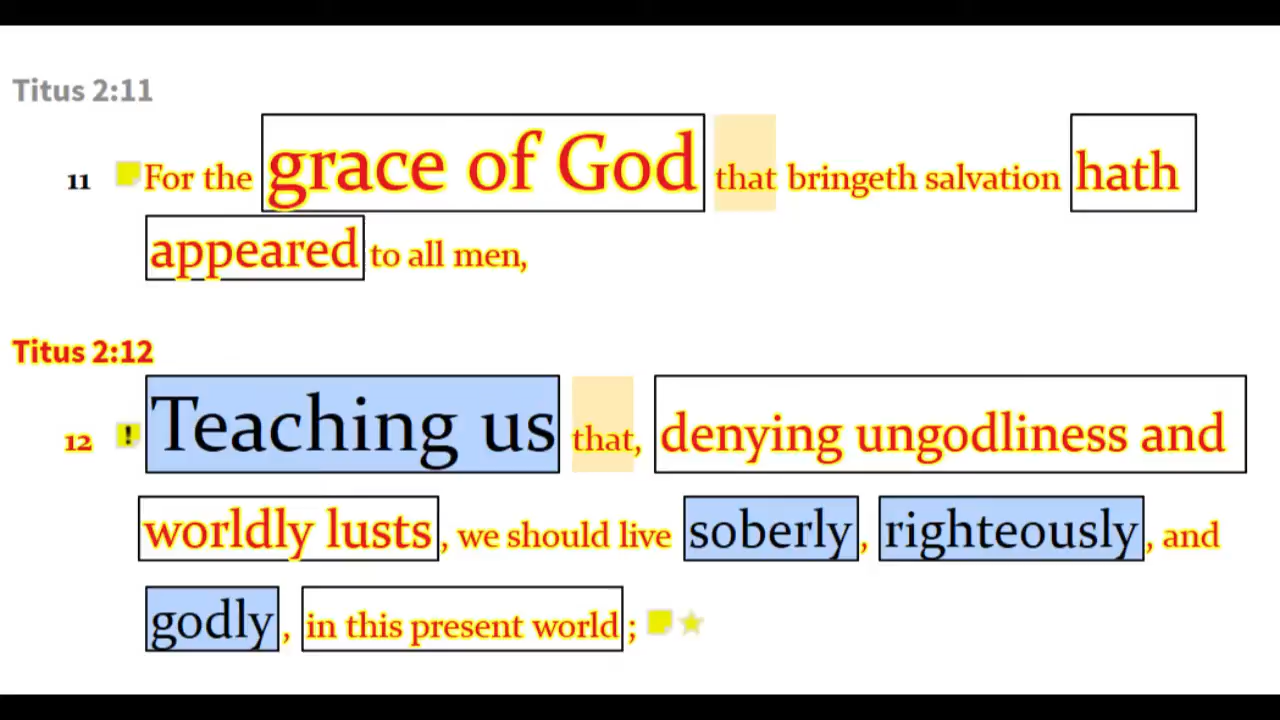 Titus 2:11
11 For the grace of God that bringeth salvation hath
appeared to all men,
Titus 2:12
12 ! Teaching us that, denying ungodliness and
worldly lusts, we should live soberly, righteously, and
godly, in this present world;